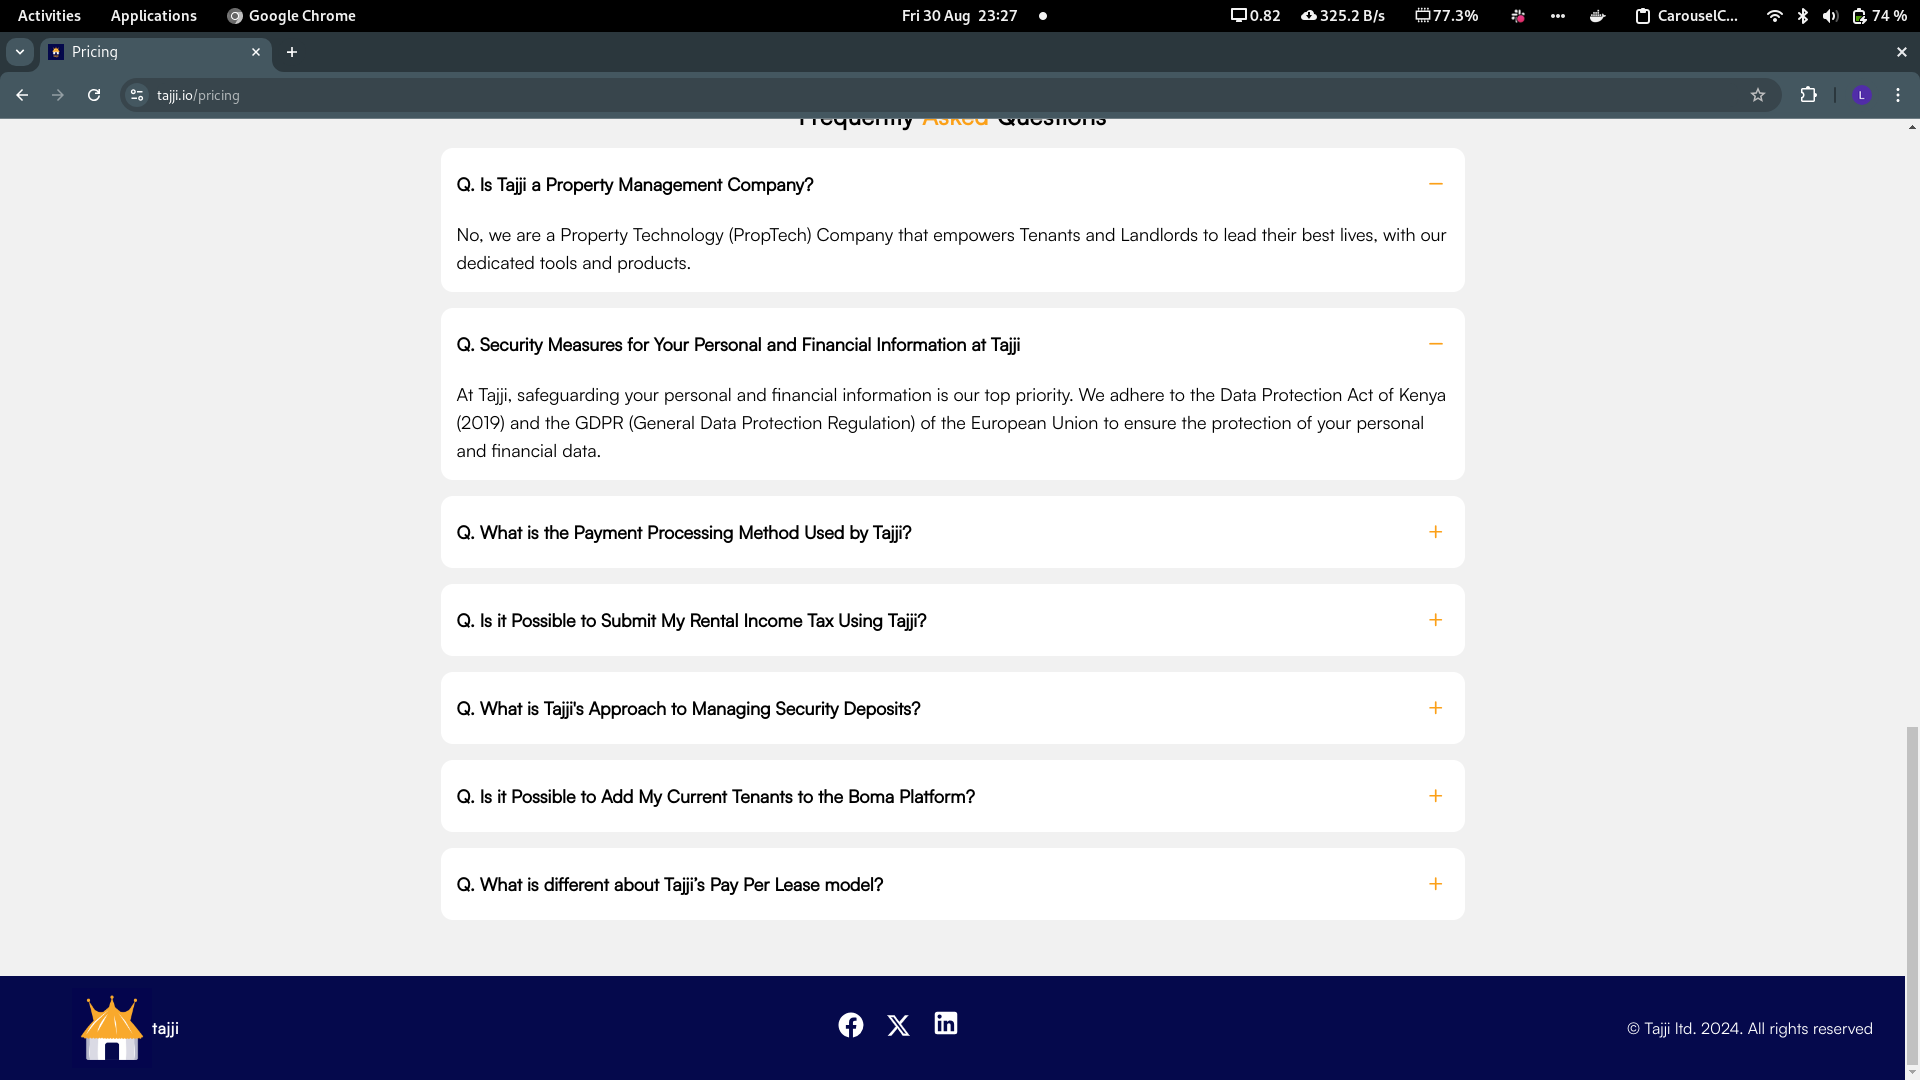 Activities
Applications
Google Chrome
Fri 30 Aug 23:27
0.82
325.2 B/s
77.3%
CarouselC...
74 %
Pricing
tajji.io/pricing
L
Frequently Asked Questions
Q. Is Tajji a Property Management Company?
No, we are a Property Technology (PropTech) Company that empowers Tenants and Landlords to lead their best lives, with our
dedicated tools and products.
Q. Security Measures for Your Personal and Financial Information at Tajji
At Tajji, safeguarding your personal and financial information is our top priority. We adhere to the Data Protection Act of Kenya
(2019) and the GDPR (General Data Protection Regulation) of the European Union to ensure the protection of your personal
and financial data.
Q. What is the Payment Processing Method Used by Tajji?
Q. Is it Possible to Submit My Rental Income Tax Using Tajji?
Q. What is Tajji's Approach to Managing Security Deposits?
Q. Is it Possible to Add My Current Tenants to the Boma Platform?
Q. What is different about Tajji’s Pay Per Lease model?
tajji
© Tajji ltd. 2024. All rights reserved